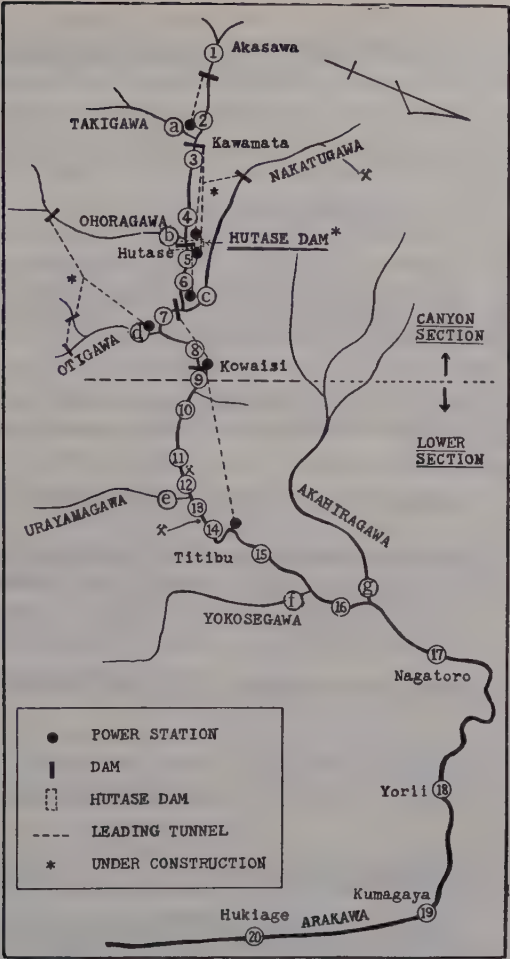 1 Akasawa
TAKIGAWA a 2
Kawamata
3
NAKATUGAWA
*
OHORAGAWA 4
b
Hutase 5 HUTASE DAM*
6
c
* 7
d
OTIGAWA 8
Kowaisi
9
CANYON
SECTION
LOWER
SECTION
10
11
12
URAYAMAGAWA e
13
14
AKAHIRAGAWA
Titibu 15
f 16 g
YOKOSEGAWA
17
Nagatoro
POWER STATION
DAM
HUTASE DAM
LEADING TUNNEL
* UNDER CONSTRUCTION
Yorii 18
Kumagaya
Hukiage ARAKAWA 19
20